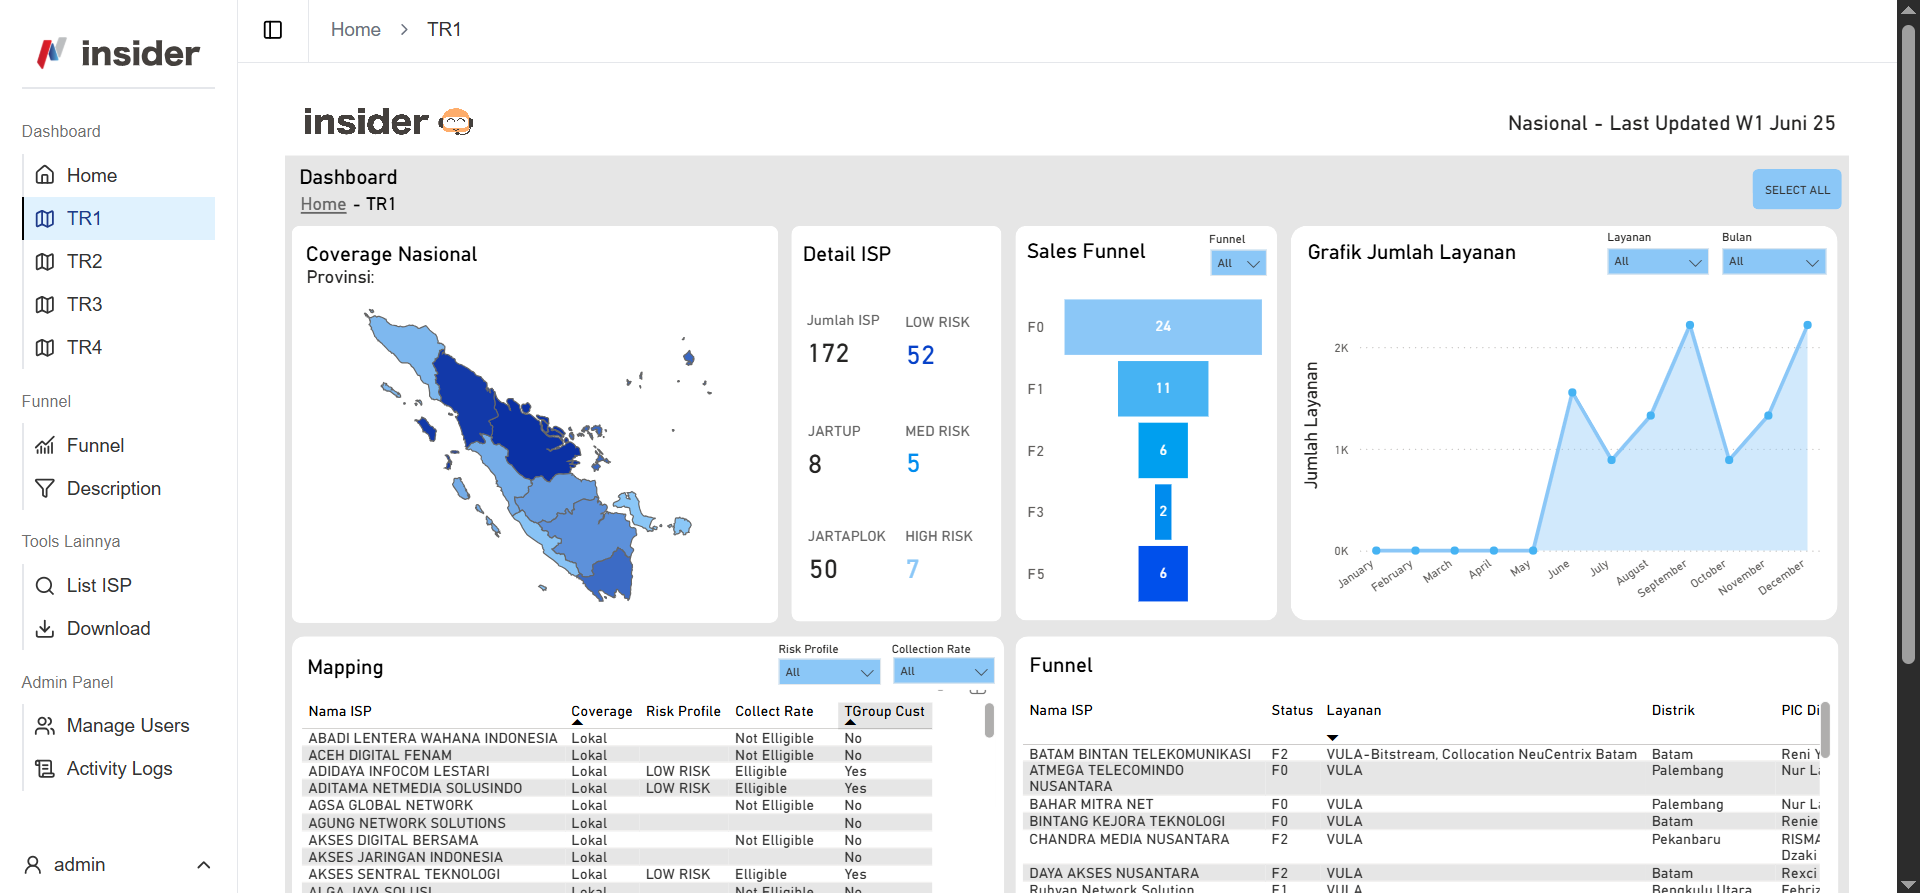 insider
Dashboard
Home
TR1
TR2
TR3
TR4
Funnel
Funnel
Description
Tools Lainnya
List ISP
Download
Admin Panel
Manage Users
Activity Logs
admin
Home > TR1
insider
Nasional - Last Updated W1 Juni 25
Dashboard
Home - TR1
SELECT ALL
Coverage Nasional
Provinsi:
Detail ISP
Jumlah ISP LOW RISK
172 52
JARTUP MED RISK
8 5
JARTAPLOK HIGH RISK
50 7
Sales Funnel
Funnel
All
F0 24
F1 11
F2 6
F3 2
F5 6
Grafik Jumlah Layanan
Layanan Bulan
All All
Jumlah Layanan
2K
1K
0K
January February March April May June July August September October November December
Mapping
Risk Profile Collection Rate
All All
Nama ISP Coverage Risk Profile Collect Rate TGroup Cust
ABADI LENTERA WAHANA INDONESIA Lokal Not Elligible No
ACEH DIGITAL FENAM Lokal Not Elligible No
ADIDAYA INFOCOM LESTARI Lokal LOW RISK Elligible Yes
ADITAMA NETMEDIA SOLUSINDO Lokal LOW RISK Elligible Yes
AGSA GLOBAL NETWORK Lokal Not Elligible No
AGUNG NETWORK SOLUTIONS Lokal No
AKSES DIGITAL BERSAMA Lokal Not Elligible No
AKSES JARINGAN INDONESIA Lokal No
AKSES SENTRAL TEKNOLOGI Lokal LOW RISK Elligible Yes
ALGA JAYA SOLUSI Lokal Not Elligible No
Funnel
Nama ISP Status Layanan Distrik PIC Di
BATAM BINTAN TELEKOMUNIKASI F2 VULA-Bitstream, Collocation NeuCentrix Batam Batam Reni Y
ATMEGA TELECOMINDO F0 VULA Palembang Nur La
NUSANTARA
BAHAR MITRA NET F0 VULA Palembang Nur La
BINTANG KEJORA TEKNOLOGI F0 VULA Batam Renie
CHANDRA MEDIA NUSANTARA F2 VULA Pekanbaru RISMA
Dzaki
DAYA AKSES NUSANTARA F2 VULA Batam Rexci
Ruhyan Network Solution F1 VULA Bengkulu Utara Febriz